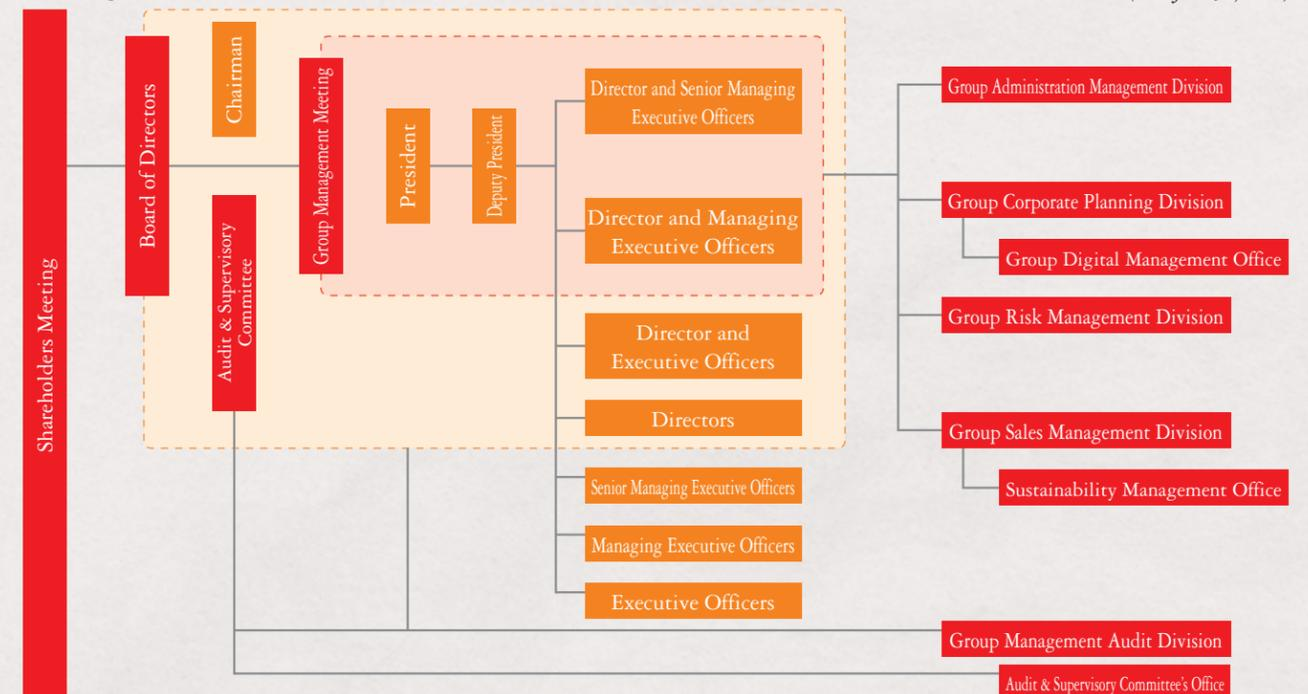 Shareholders Meeting
Board of Directors
Chairman
Audit & Supervisory
Committee
Group Management Meeting
President
Deputy President
Director and Senior Managing
Executive Officers
Director and Managing
Executive Officers
Director and
Executive Officers
Directors
Senior Managing Executive Officers
Managing Executive Officers
Executive Officers
Group Administration Management Division
Group Corporate Planning Division
Group Digital Management Office
Group Risk Management Division
Group Sales Management Division
Sustainability Management Office
Group Management Audit Division
Audit & Supervisory Committee's Office